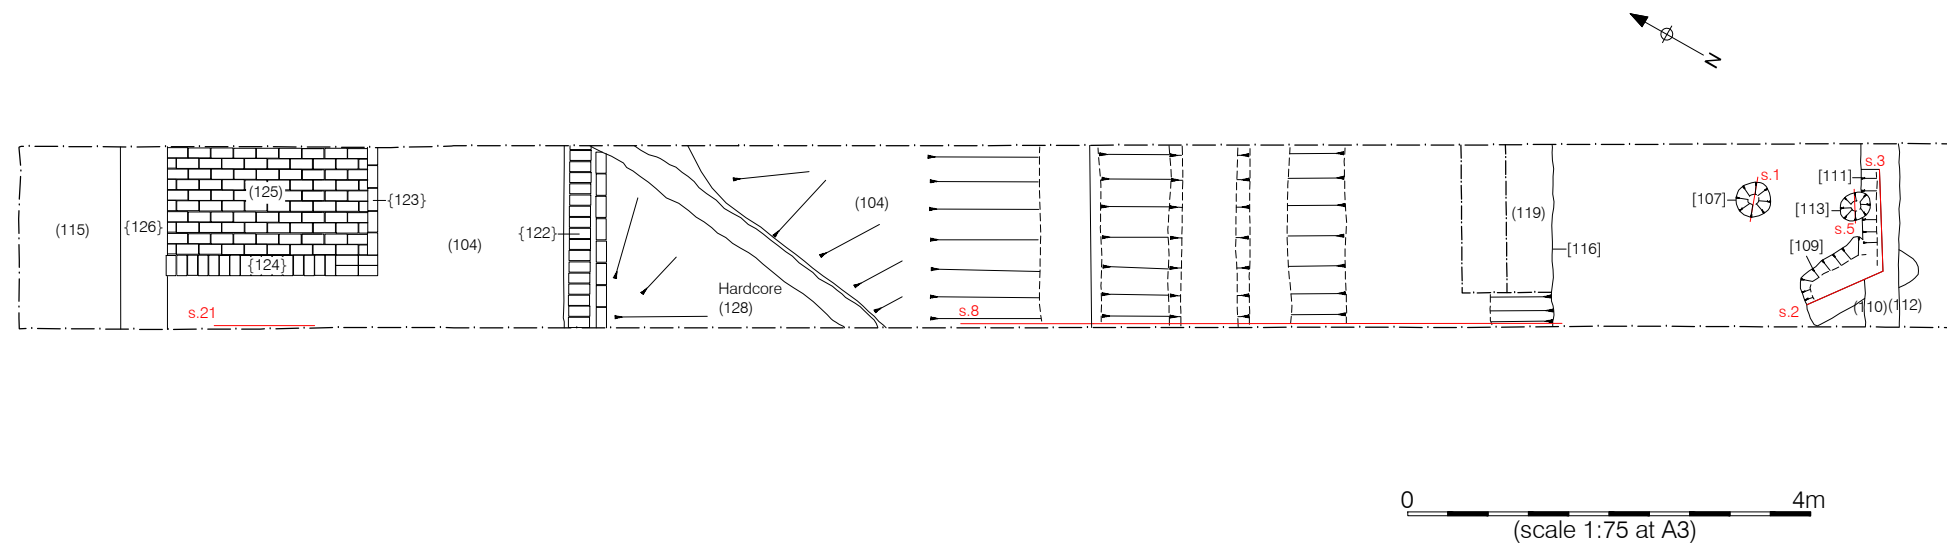 N
s.3
s.1
[111]
[107]
[113]
s.5
(125)
{123}
(104)
(119)
(115)
{126}
{122}
(104)
[116]
[109]
{124}
Hardcore
(128)
s.21
s.8
s.2
(110)
(112)
0
4m
(scale 1:75 at A3)